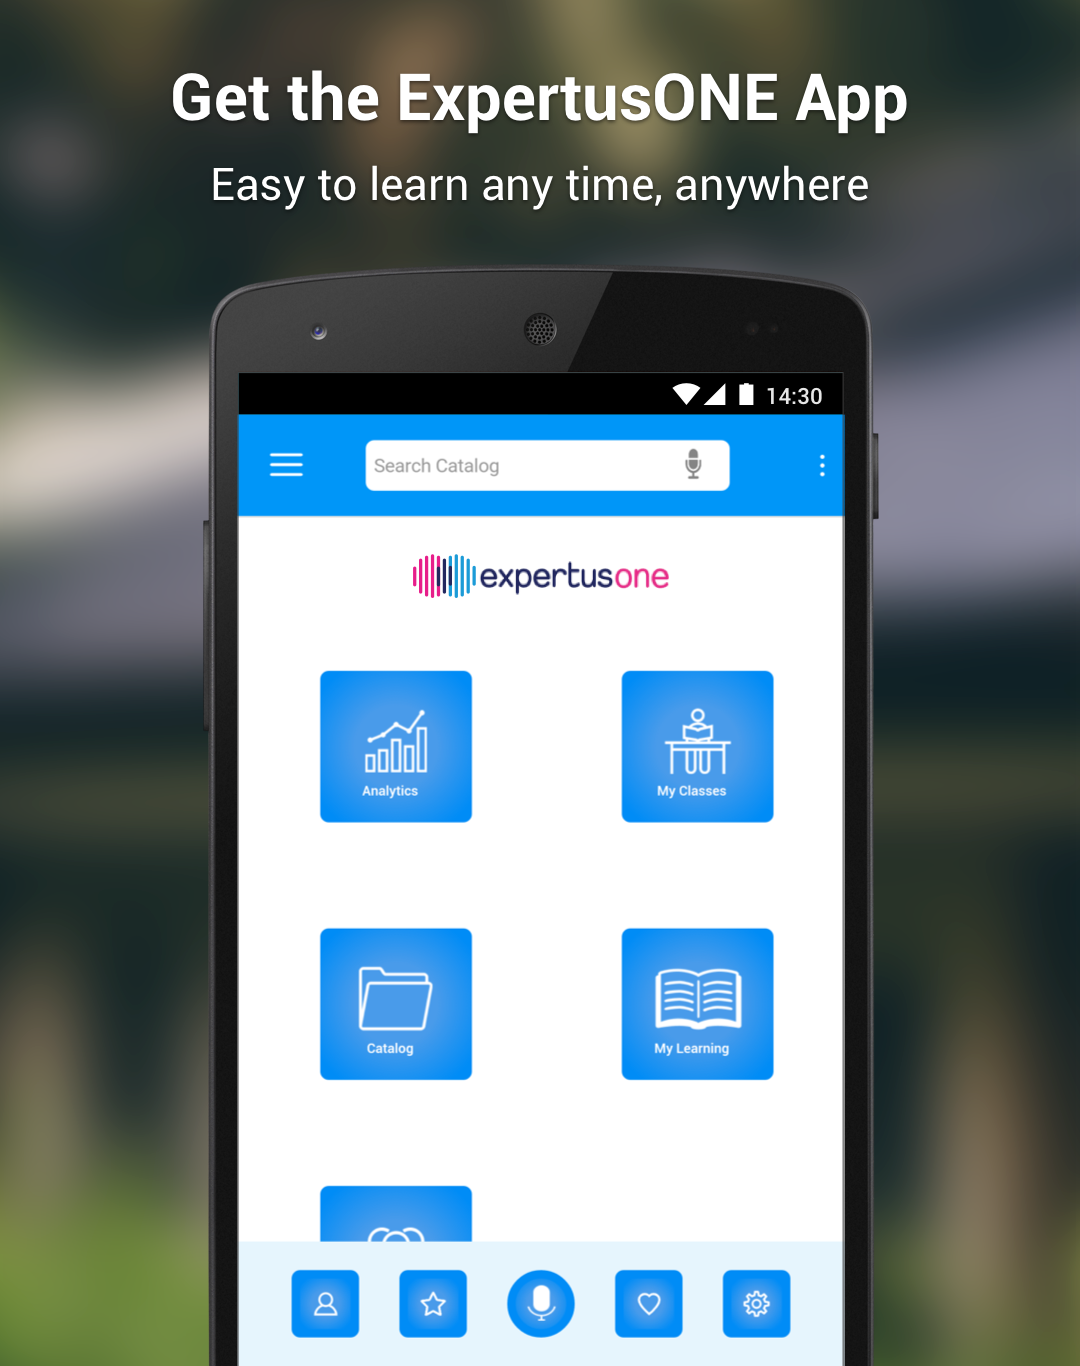 Get the ExpertusONE App
Easy to learn any time, anywhere
14:30
Search Catalog
expertusone
Analytics
My Classes
Catalog
My Learning